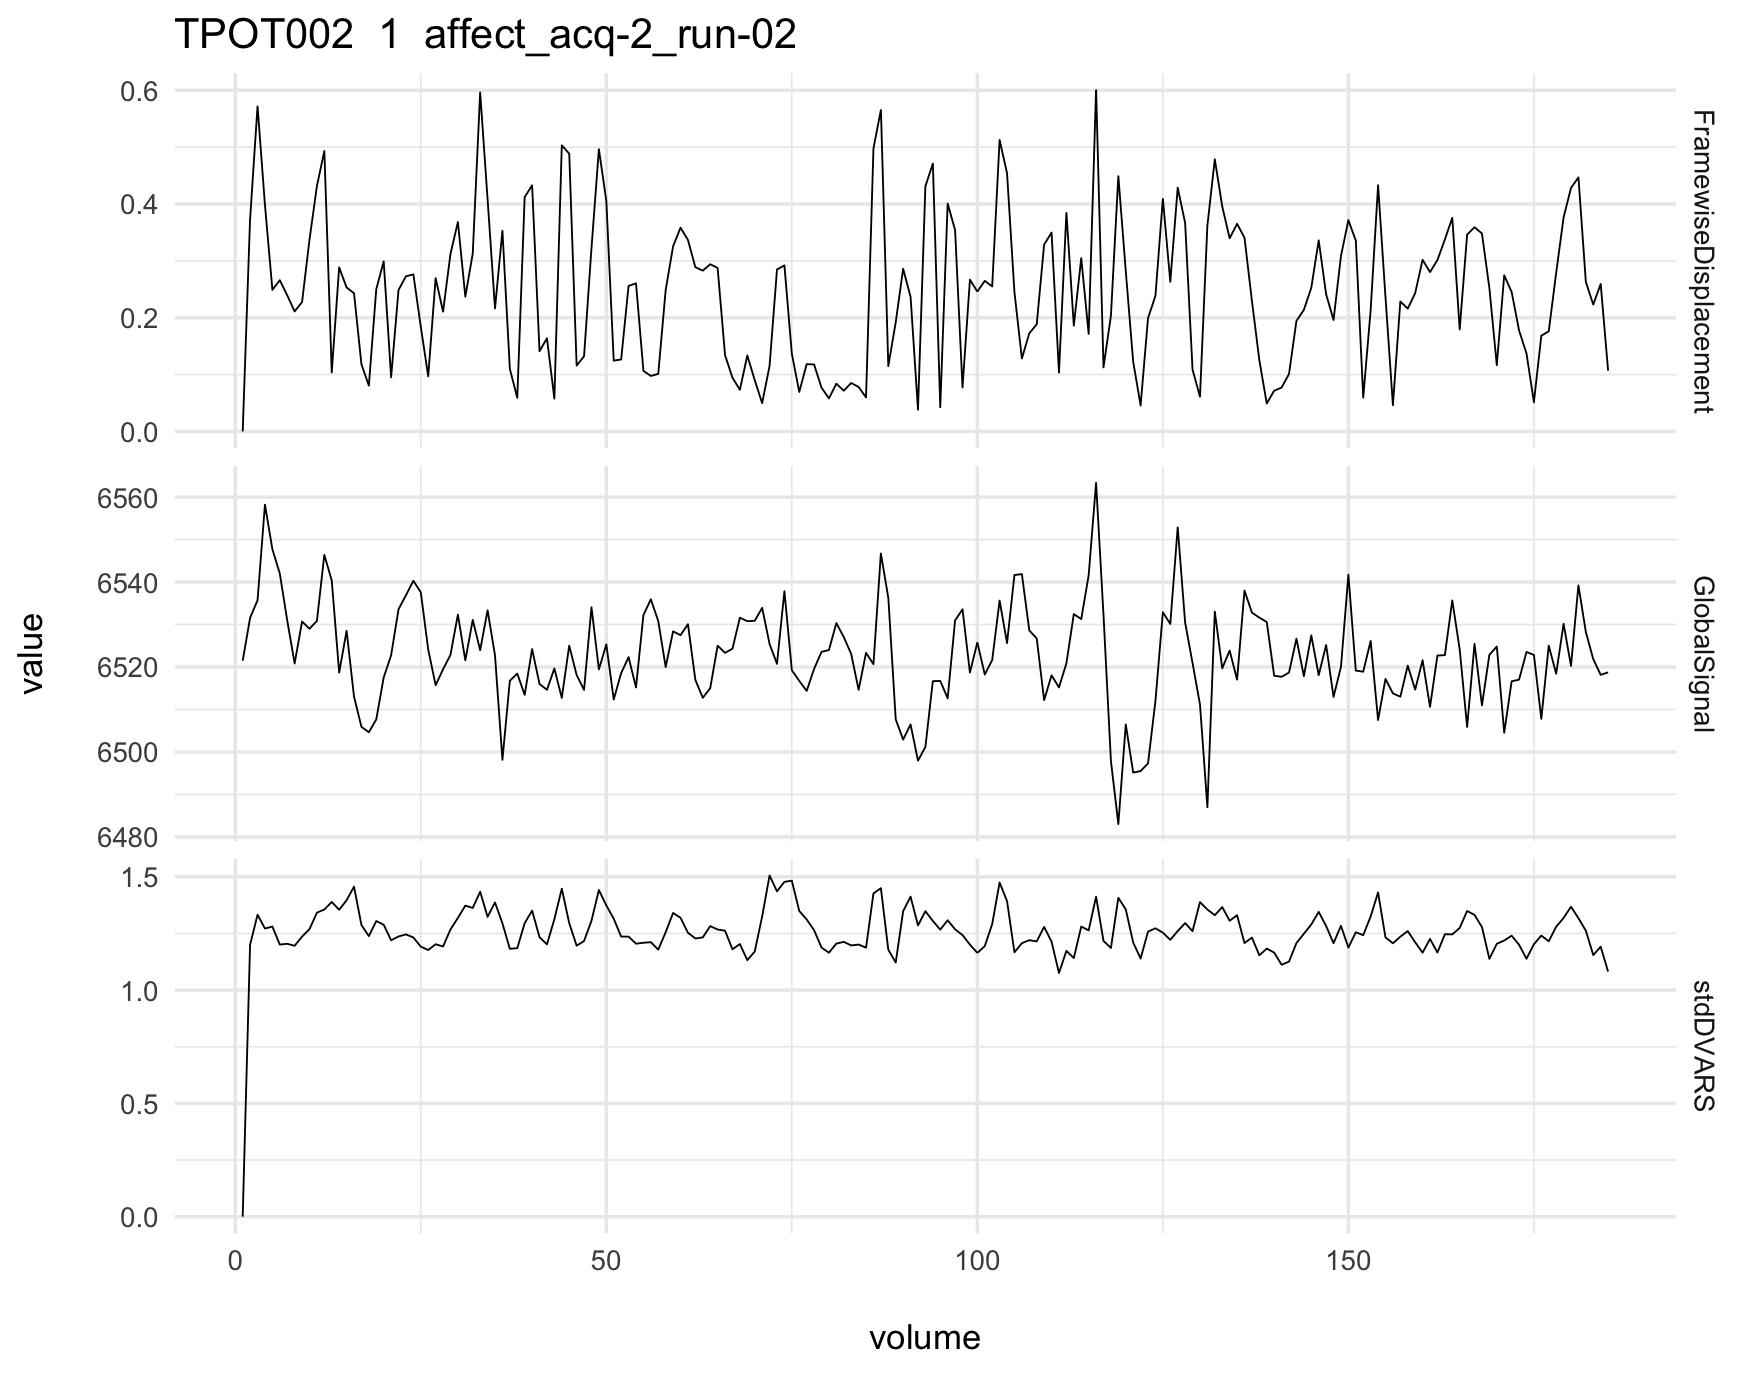 TPOT002  1  affect_acq-2_run-02
0.6
0.4
0.2
0.0
FramewiseDisplacement
6560
6540
6520
6500
6480
GlobalSignal
1.5
1.0
0.5
0.0
stdDVARS
value
0 50 100 150
volume